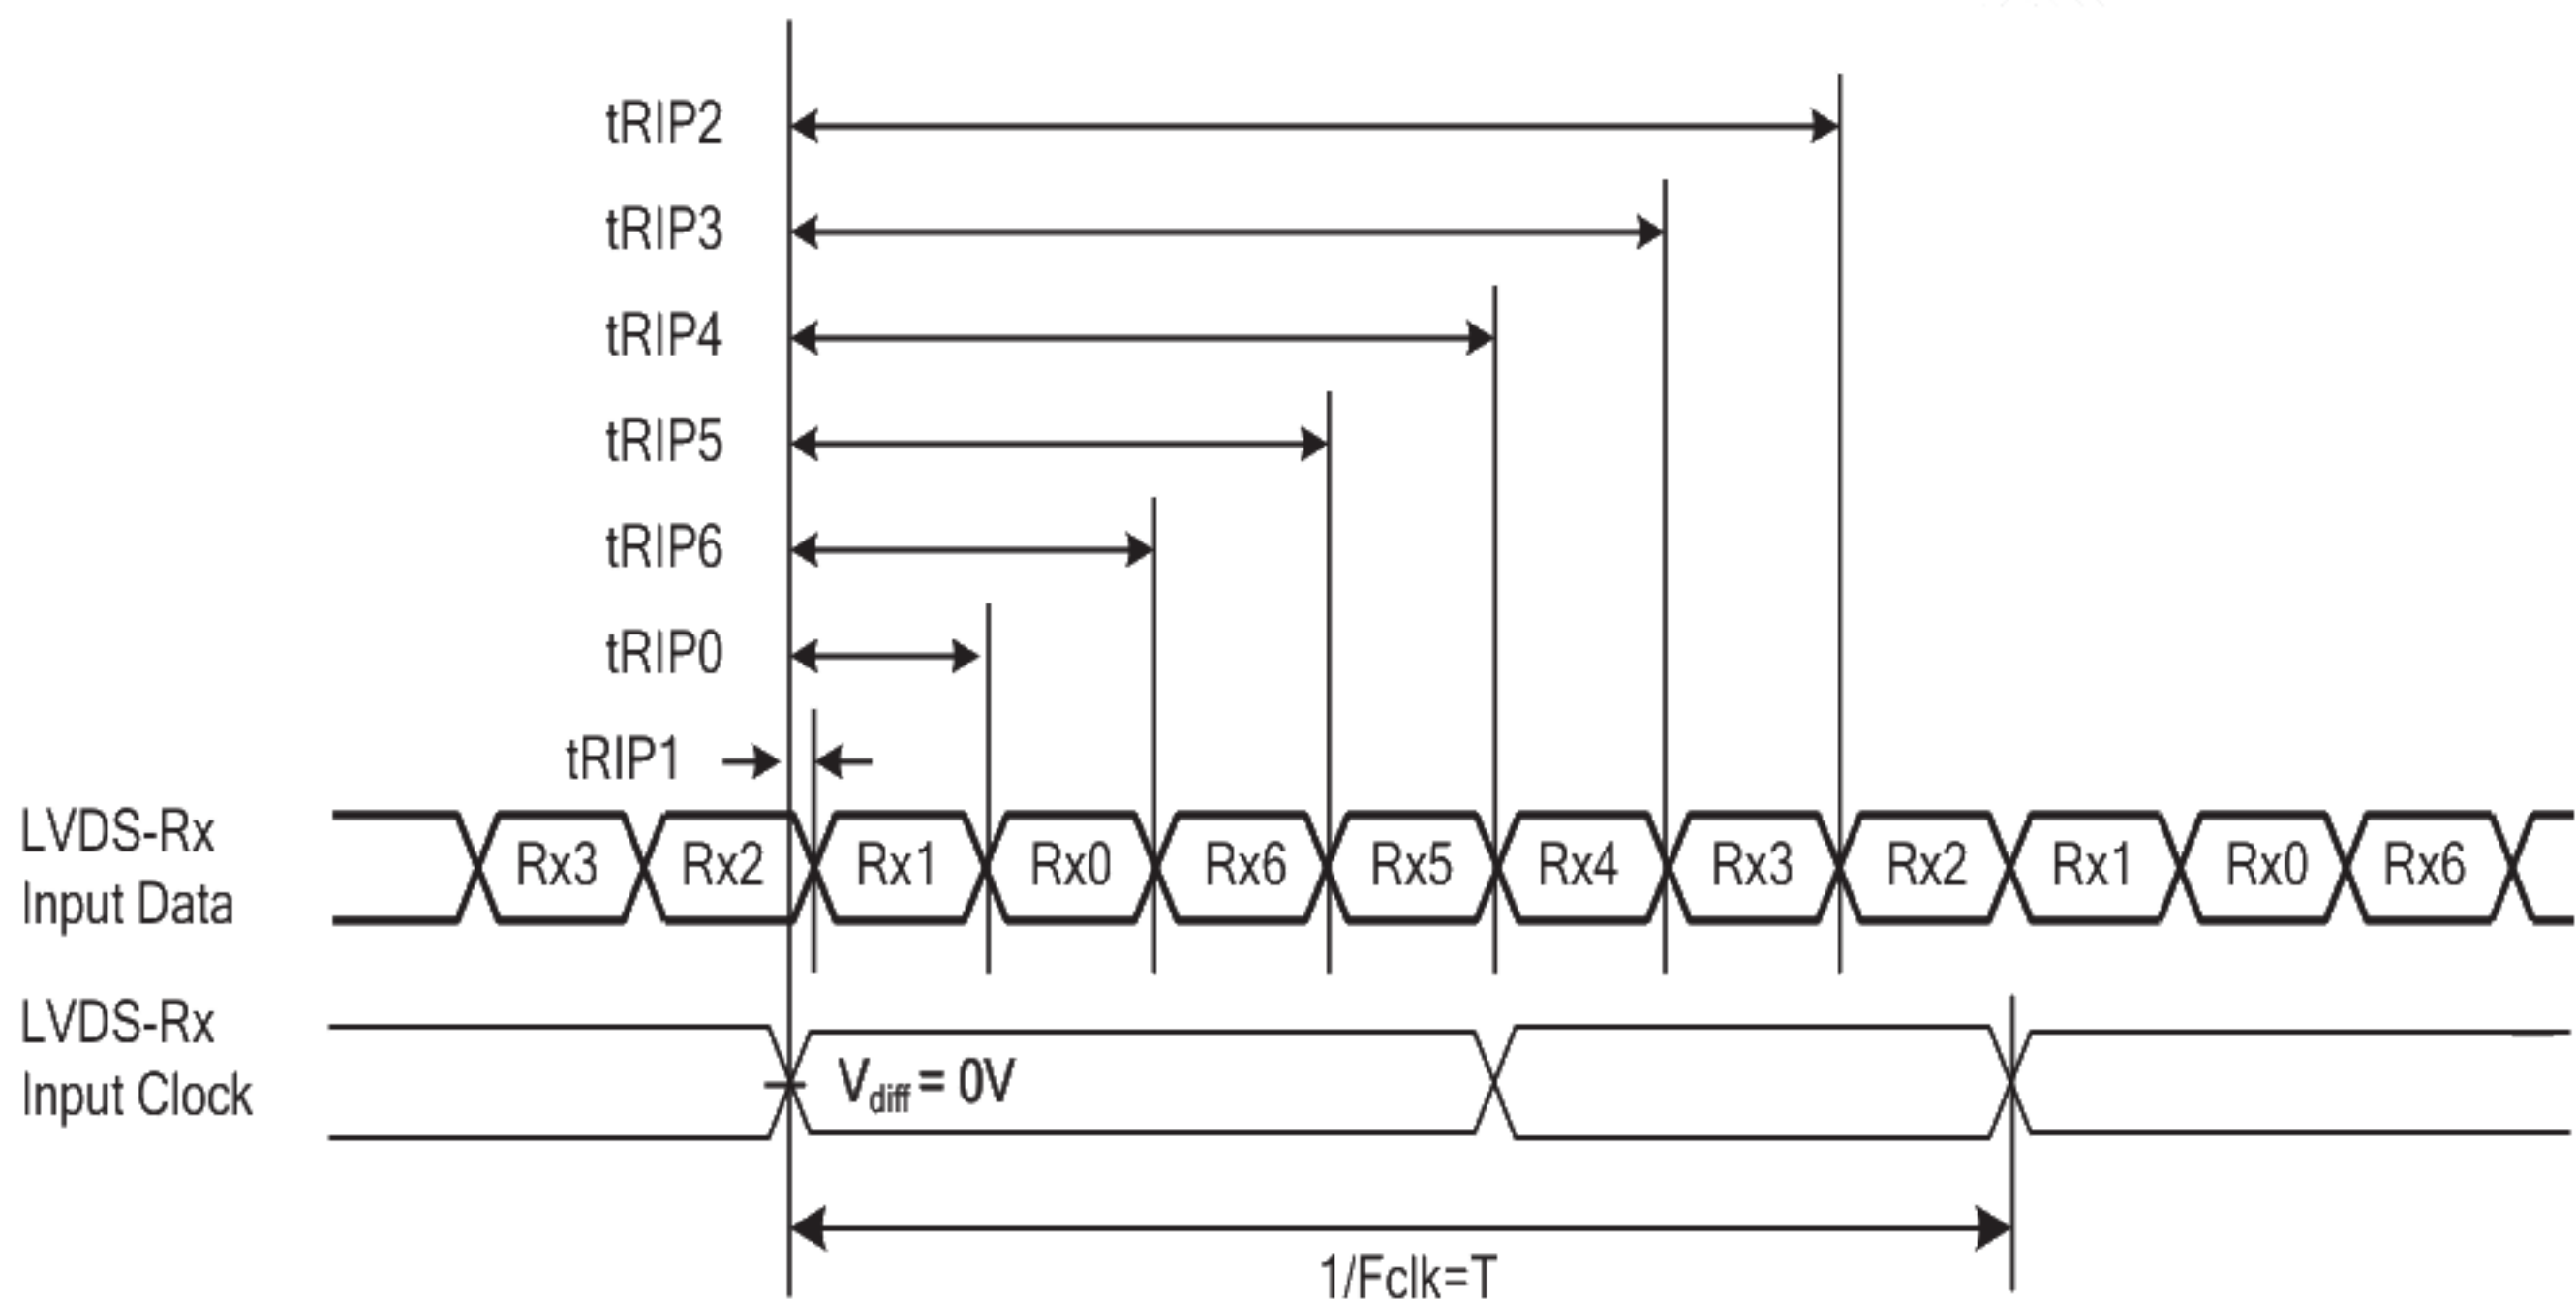 tRIP2
tRIP3
tRIP4
tRIP5
tRIP6
tRIP0
tRIP1
LVDS-Rx
Input Data
Rx3 Rx2 Rx1 Rx0 Rx6 Rx5 Rx4 Rx3 Rx2 Rx1 Rx0 Rx6
LVDS-Rx
Input Clock
Vdiff = 0V
1/Fclk=T